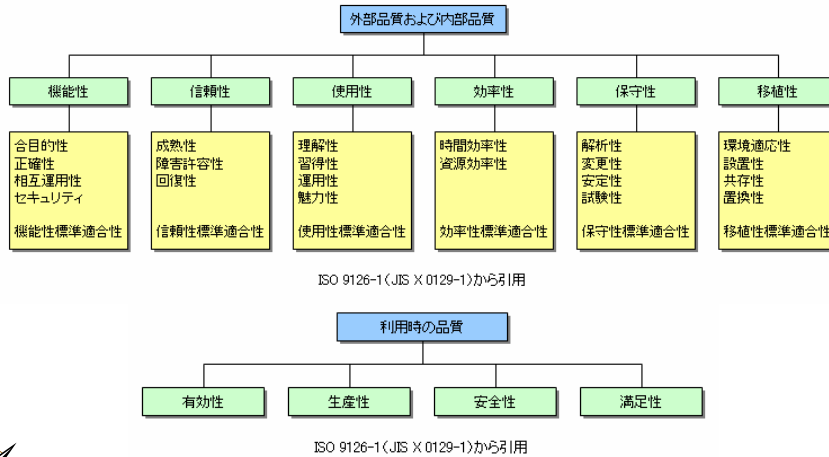 外部品質および内部品質
機能性
信頼性
使用性
効率性
保守性
移植性
合目的性
正確性
相互運用性
セキュリティ
機能性標準適合性
成熟性
障害許容性
回復性
信頼性標準適合性
理解性
習得性
運用性
魅力性
使用性標準適合性
時間効率性
資源効率性
効率性標準適合性
解析性
変更性
安定性
試験性
保守性標準適合性
環境適応性
設置性
共存性
置換性
移植性標準適合性
ISO 9126-1(JIS X 0129-1)から引用
利用時の品質
有効性
生産性
安全性
満足性
ISO 9126-1(JIS X 0129-1)から引用